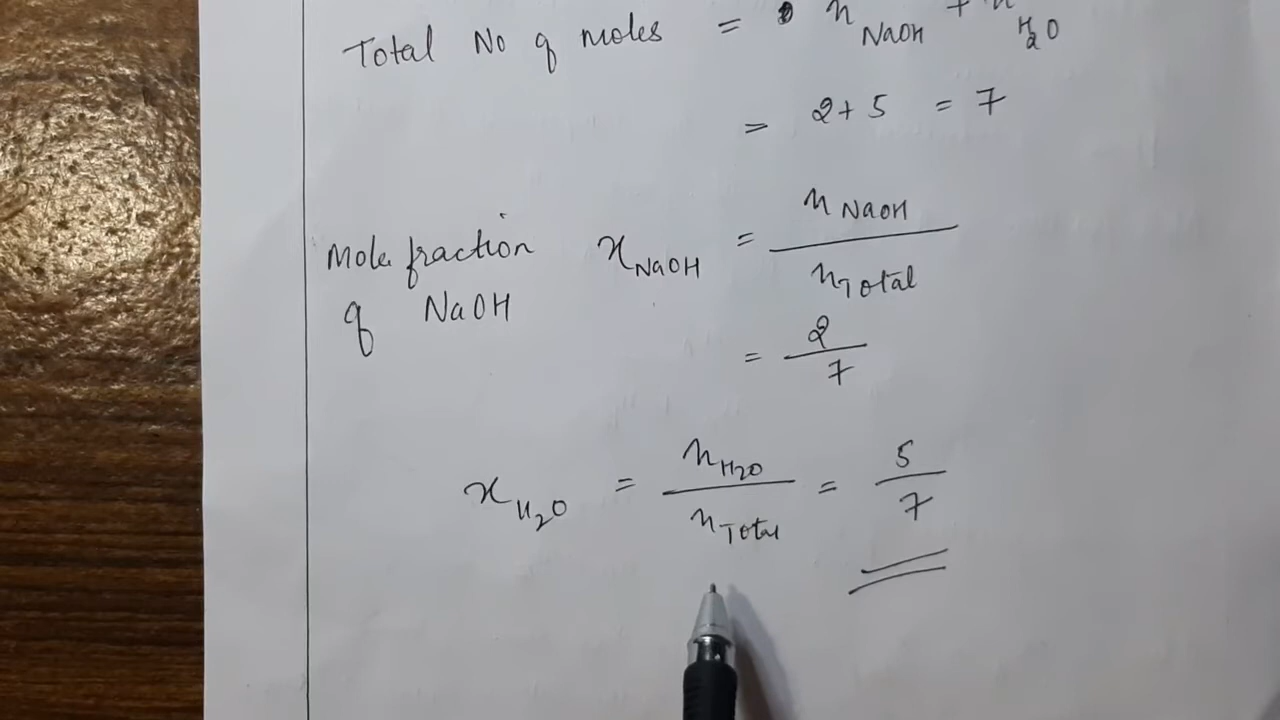 Total No of moles = n NaOH + n H2O
= 2 + 5 = 7
Mole fraction of NaOH x NaOH = n NaOH / n Total
= 2 / 7
x H2O = n H2O / n Total = 5 / 7